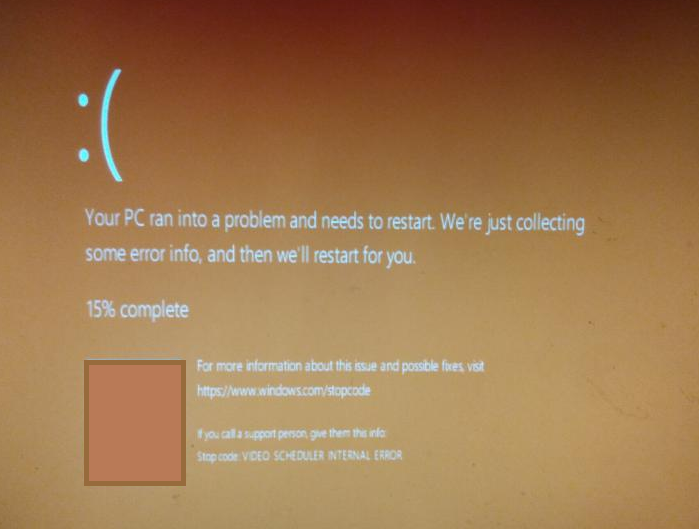 :(
Your PC ran into a problem and needs to restart. We're just collecting
some error info, and then we'll restart for you.
15% complete
For more information about this issue and possible fixes, visit
https://www.windows.com/stopcode
If you call a support person, give them this info:
Stop code: VIDEO SCHEDULER INTERNAL ERROR